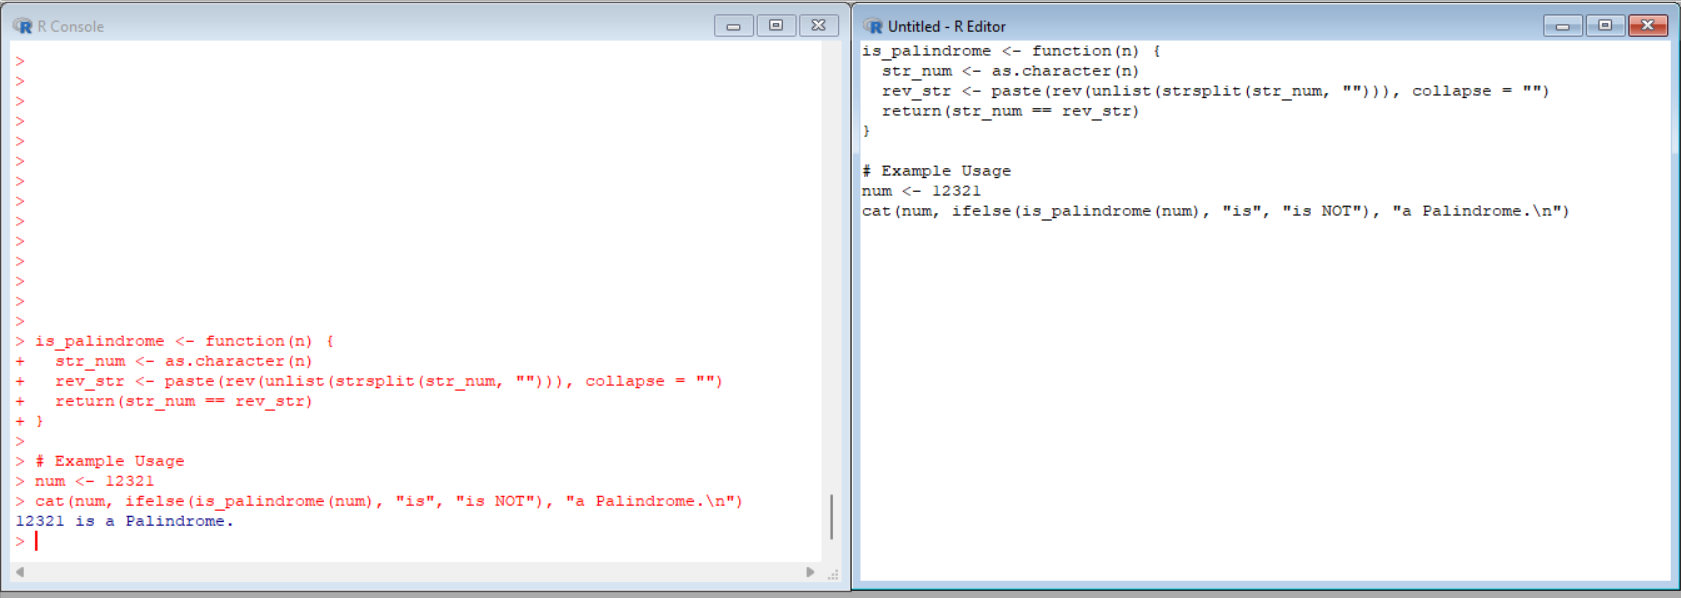 R Console
>
>
>
>
>
>
>
>
>
>
>
>
>
>
> is_palindrome <- function(n) {
+   str_num <- as.character(n)
+   rev_str <- paste(rev(unlist(strsplit(str_num, ""))), collapse = "")
+   return(str_num == rev_str)
+ }
>
> # Example Usage
> num <- 12321
> cat(num, ifelse(is_palindrome(num), "is", "is NOT"), "a Palindrome.\n")
12321 is a Palindrome.
>
Untitled - R Editor
is_palindrome <- function(n) {
  str_num <- as.character(n)
  rev_str <- paste(rev(unlist(strsplit(str_num, ""))), collapse = "")
  return(str_num == rev_str)
}

# Example Usage
num <- 12321
cat(num, ifelse(is_palindrome(num), "is", "is NOT"), "a Palindrome.\n")